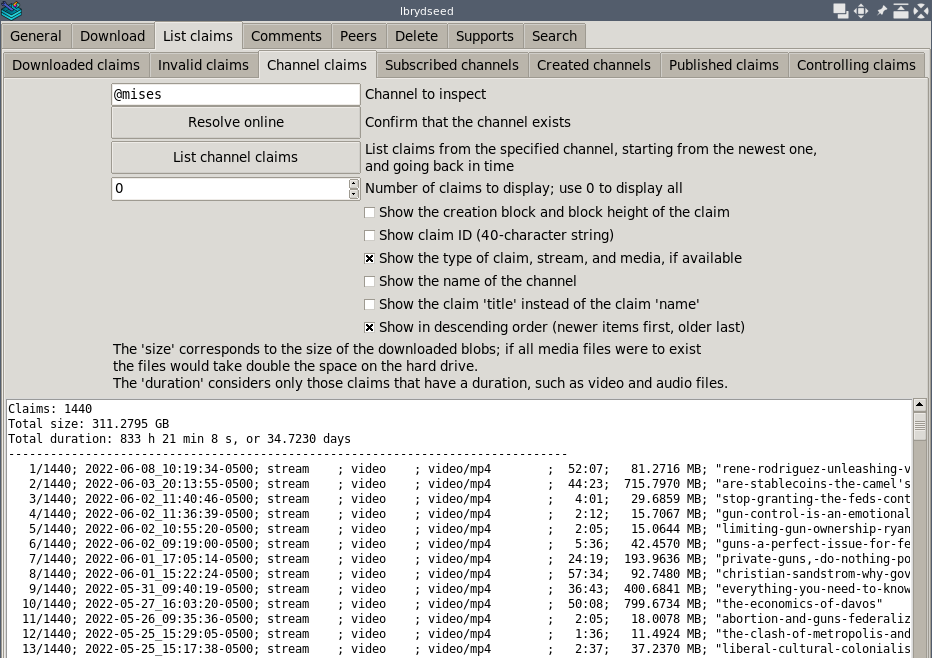 lbrydseed
General Download List claims Comments Peers Delete Supports Search
Downloaded claims Invalid claims Channel claims Subscribed channels Created channels Published claims Controlling claims
@mises Channel to inspect
Resolve online Confirm that the channel exists
List channel claims List claims from the specified channel, starting from the newest one,
and going back in time
0 Number of claims to display; use 0 to display all
Show the creation block and block height of the claim
Show claim ID (40-character string)
Show the type of claim, stream, and media, if available
Show the name of the channel
Show the claim 'title' instead of the claim 'name'
Show in descending order (newer items first, older last)
The 'size' corresponds to the size of the downloaded blobs; if all media files were to exist
the files would take double the space on the hard drive.
The 'duration' considers only those claims that have a duration, such as video and audio files.
Claims: 1440
Total size: 311.2795 GB
Total duration: 833 h 21 min 8 s, or 34.7230 days
--------------------------------------------------------------------------------
1/1440; 2022-06-08_10:19:34-0500; stream ; video ; video/mp4 ; 52:07; 81.2716 MB; "rene-rodriguez-unleashing-v
2/1440; 2022-06-03_20:13:55-0500; stream ; video ; video/mp4 ; 44:23; 715.7970 MB; "are-stablecoins-the-camel's
3/1440; 2022-06-02_11:40:46-0500; stream ; video ; video/mp4 ; 4:01; 29.6859 MB; "stop-granting-the-feds-cont
4/1440; 2022-06-02_11:36:39-0500; stream ; video ; video/mp4 ; 2:12; 15.7067 MB; "gun-control-is-an-emotional
5/1440; 2022-06-02_10:55:20-0500; stream ; video ; video/mp4 ; 2:05; 15.0644 MB; "limiting-gun-ownership-ryan
6/1440; 2022-06-02_09:19:00-0500; stream ; video ; video/mp4 ; 5:36; 42.4570 MB; "guns-a-perfect-issue-for-fe
7/1440; 2022-06-01_17:05:14-0500; stream ; video ; video/mp4 ; 24:19; 193.9636 MB; "private-guns,-do-nothing-po
8/1440; 2022-06-01_15:22:24-0500; stream ; video ; video/mp4 ; 57:34; 92.7480 MB; "christian-sandstrom-why-gov
9/1440; 2022-05-31_09:40:19-0500; stream ; video ; video/mp4 ; 36:43; 400.6841 MB; "everything-you-need-to-know
10/1440; 2022-05-27_16:03:20-0500; stream ; video ; video/mp4 ; 50:08; 799.6734 MB; "the-economics-of-davos"
11/1440; 2022-05-26_09:35:36-0500; stream ; video ; video/mp4 ; 2:05; 18.0078 MB; "abortion-and-guns-federaliz
12/1440; 2022-05-25_15:29:05-0500; stream ; video ; video/mp4 ; 1:36; 11.4924 MB; "the-clash-of-metropolis-and
13/1440; 2022-05-25_15:17:38-0500; stream ; video ; video/mp4 ; 2:37; 37.2370 MB; "liberal-cultural-colonialis